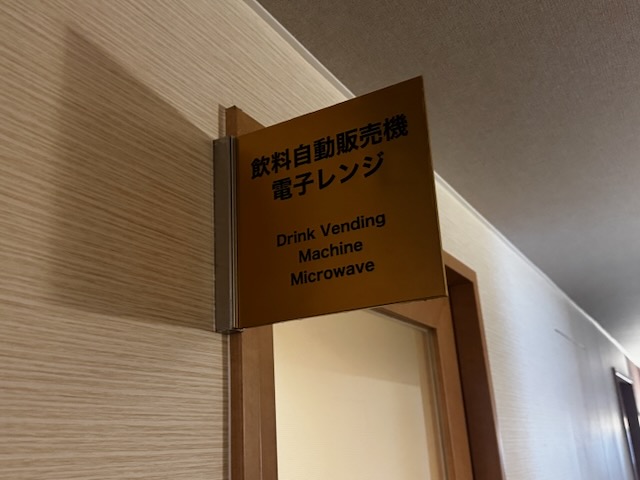 飲料自動販売機
電子レンジ
Drink Vending
Machine
Microwave